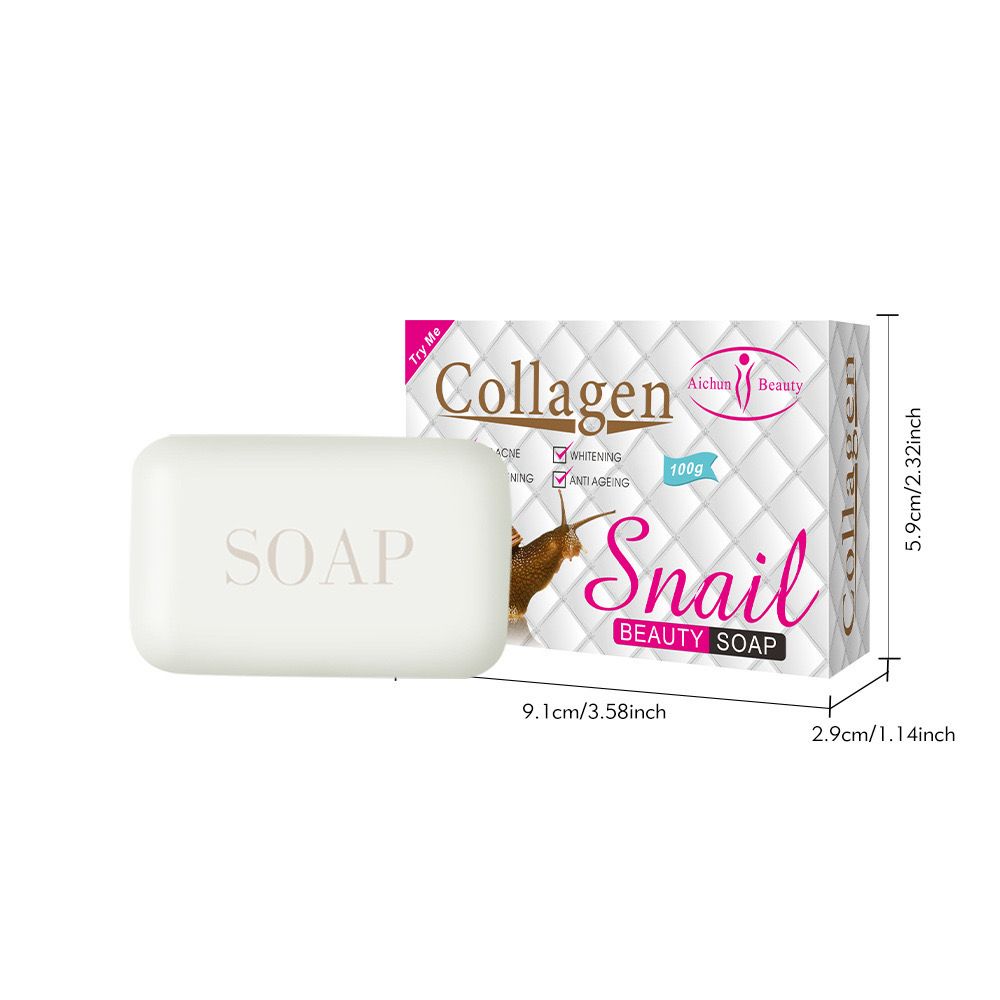 Try Me
Collagen
Aichun Beauty
ACNE
WHITENING
ANTI AGEING
100g
Snail
BEAUTY SOAP
Collagen
SOAP
5.9cm/2.32inch
9.1cm/3.58inch
2.9cm/1.14inch